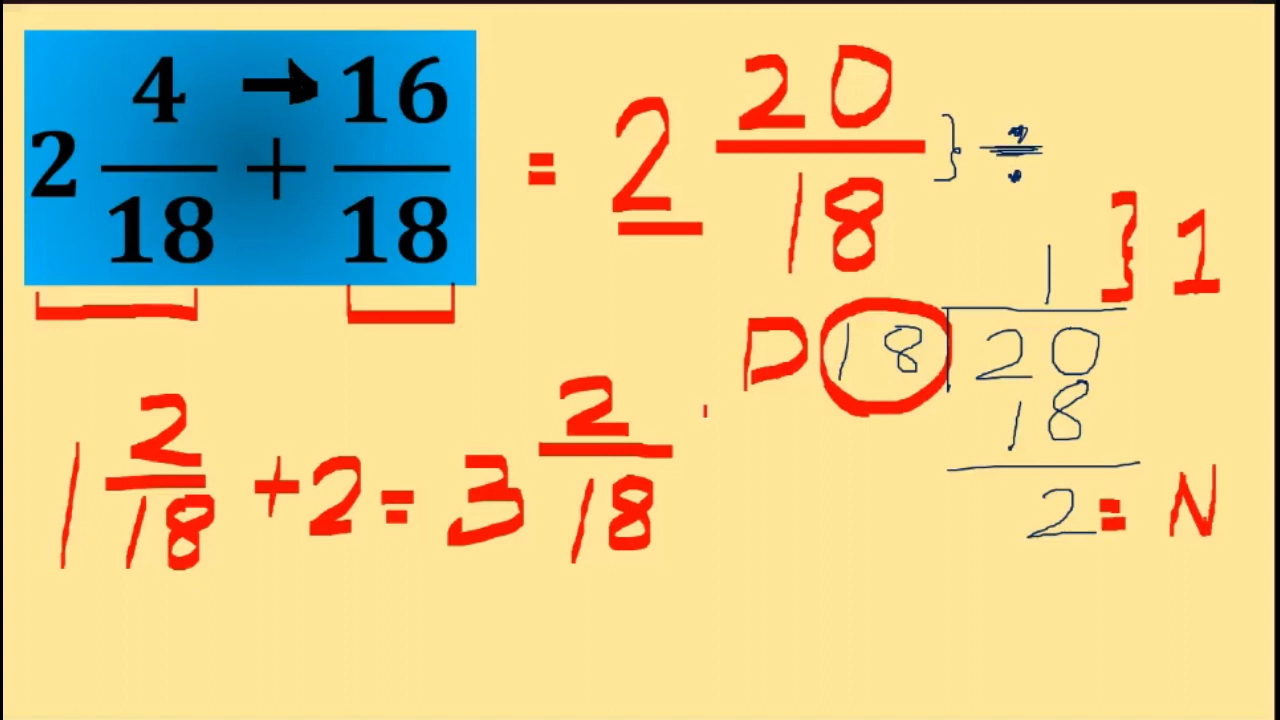 2 4/18 → + 16/18 = 2 20/18 } ÷
1 } 1
D 18 20
18
2 = N
1 2/18 + 2 = 3 2/18